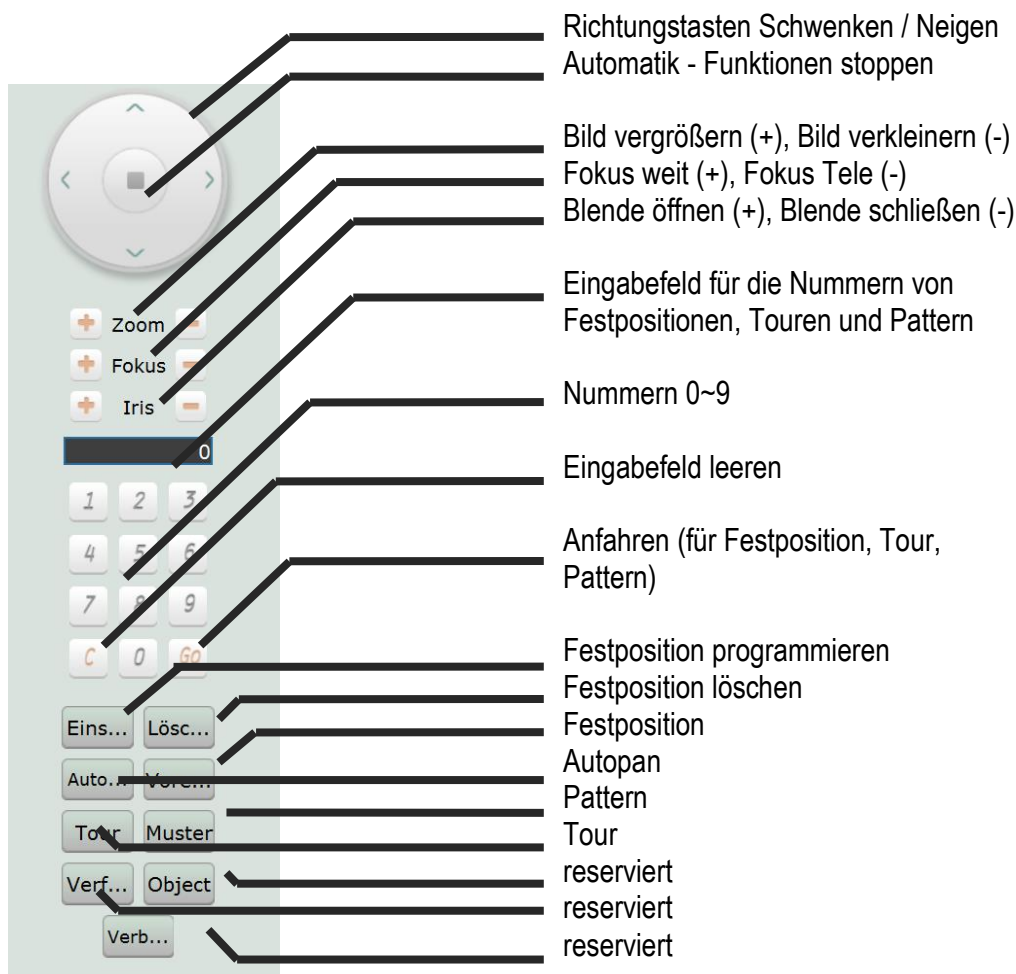 Richtungstasten Schwenken / Neigen
Automatik - Funktionen stoppen
Bild vergrößern (+), Bild verkleinern (-)
Fokus weit (+), Fokus Tele (-)
Blende öffnen (+), Blende schließen (-)
Eingabefeld für die Nummern von
Festpositionen, Touren und Pattern
Nummern 0~9
Eingabefeld leeren
Anfahren (für Festposition, Tour,
Pattern)
Festposition programmieren
Festposition löschen
Festposition
Autopan
Pattern
Tour
reserviert
reserviert
reserviert
+ Zoom -
+ Fokus -
+ Iris -
0
1 2 3
4 5 6
7 8 9
C 0 Go
Eins... Lösc...
Auto... Vore...
Tour Muster
Verf... Object
Verb...